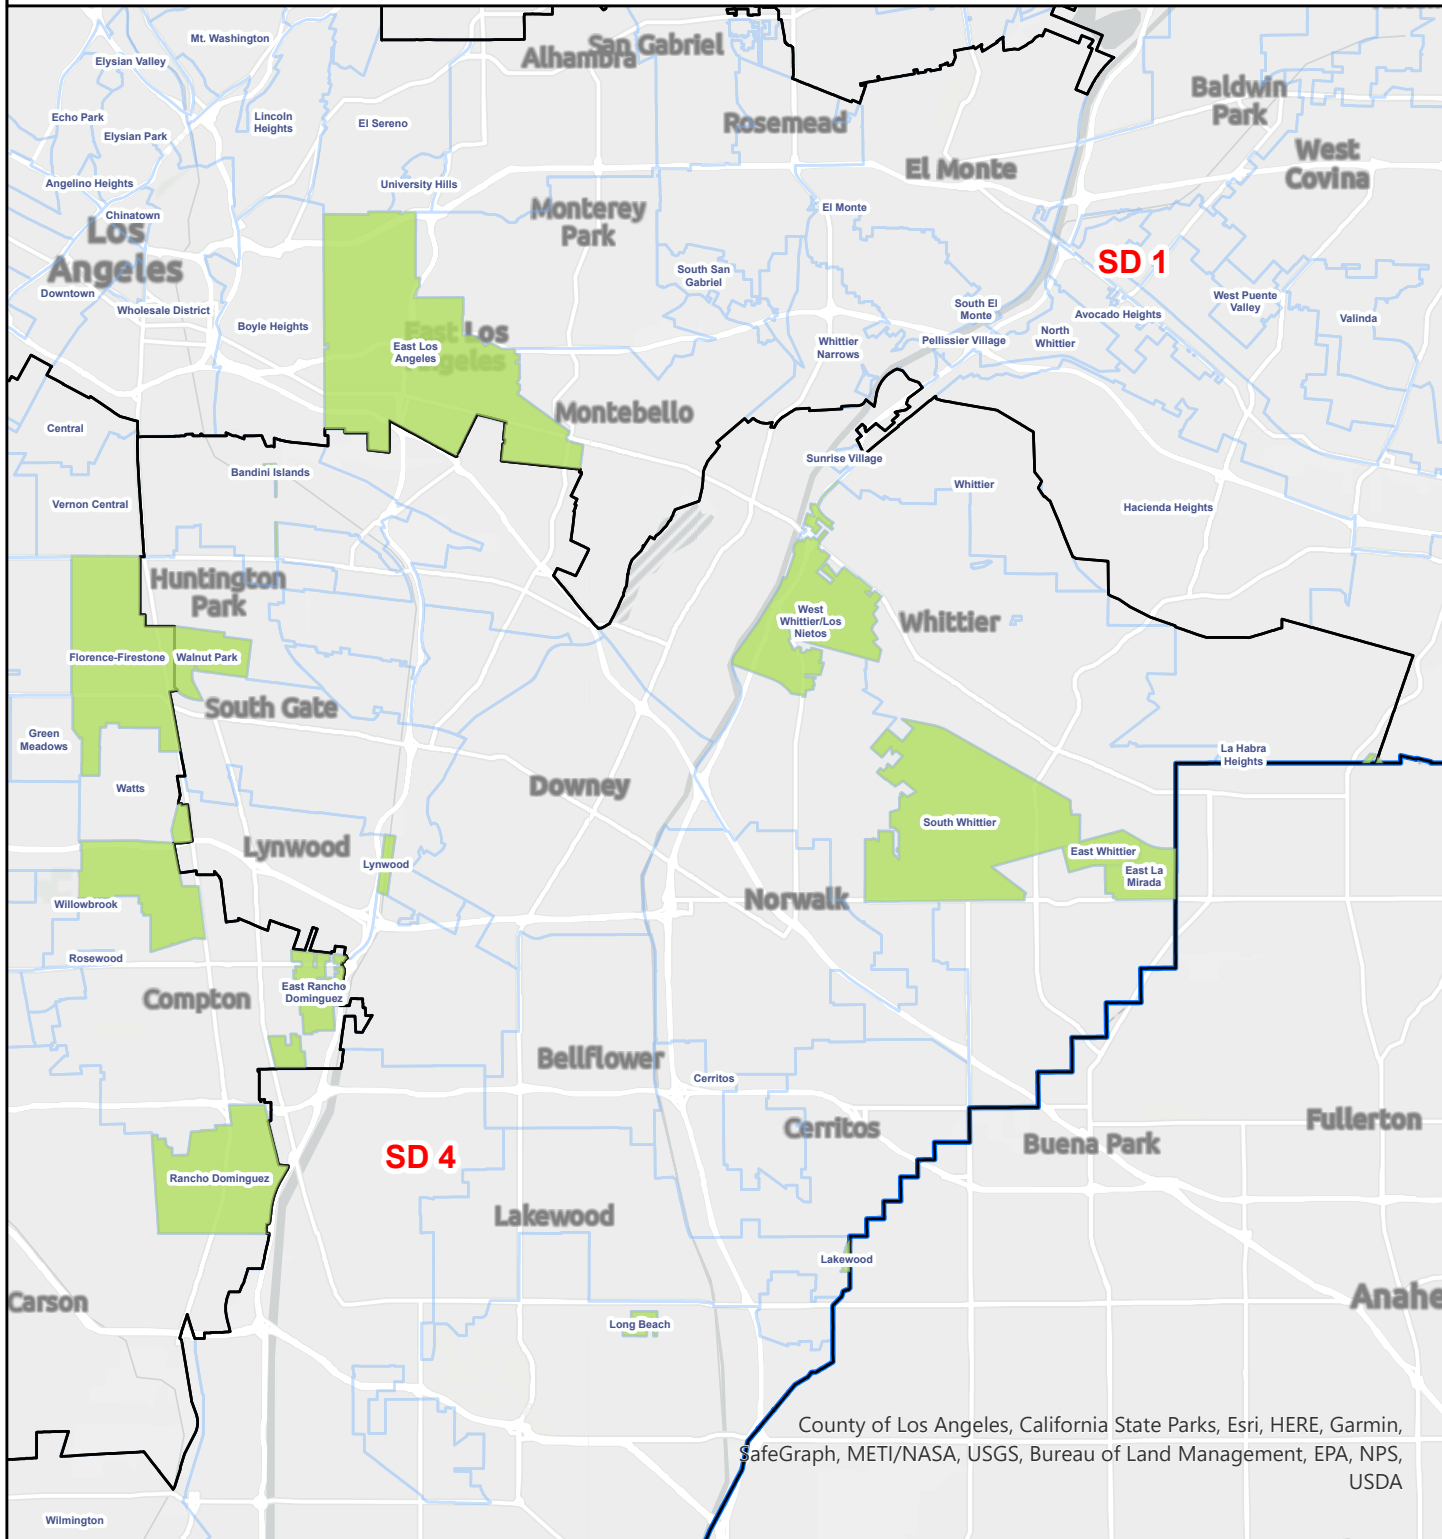 Mt. Washington
San Gabriel
Alhambra
Elysian Valley
Baldwin
Park
Echo Park
Lincoln
Heights
El Sereno
Rosemead
Elysian Park
West
Covina
El Monte
Angelino Heights
University Hills
Chinatown
Monterey
Park
El Monte
Los
Angeles
SD 1
South San
Gabriel
Downtown
Wholesale District
West Puente
Valley
South El
Monte
Avocado Heights
Valinda
Boyle Heights
East Los
Angeles
East Los
Angeles
North
Whittier
Pellissier Village
Whittier
Narrows
Montebello
Central
Sunrise Village
Bandini Islands
Whittier
Vernon Central
Hacienda Heights
Huntington
Park
West
Whittier/Los
Nietos
Whittier
Florence-Firestone
Walnut Park
South Gate
Green
Meadows
La Habra
Heights
Downey
Watts
South Whittier
Lynwood
East Whittier
Lynwood
East La
Mirada
Norwalk
Willowbrook
Rosewood
East Rancho
Dominguez
Compton
Bellflower
Cerritos
Cerritos
Fullerton
Buena Park
SD 4
Rancho Dominguez
Lakewood
Lakewood
Carson
Anahe
Long Beach
County of Los Angeles, California State Parks, Esri, HERE, Garmin,
SafeGraph, METI/NASA, USGS, Bureau of Land Management, EPA, NPS,
USDA
Wilmington